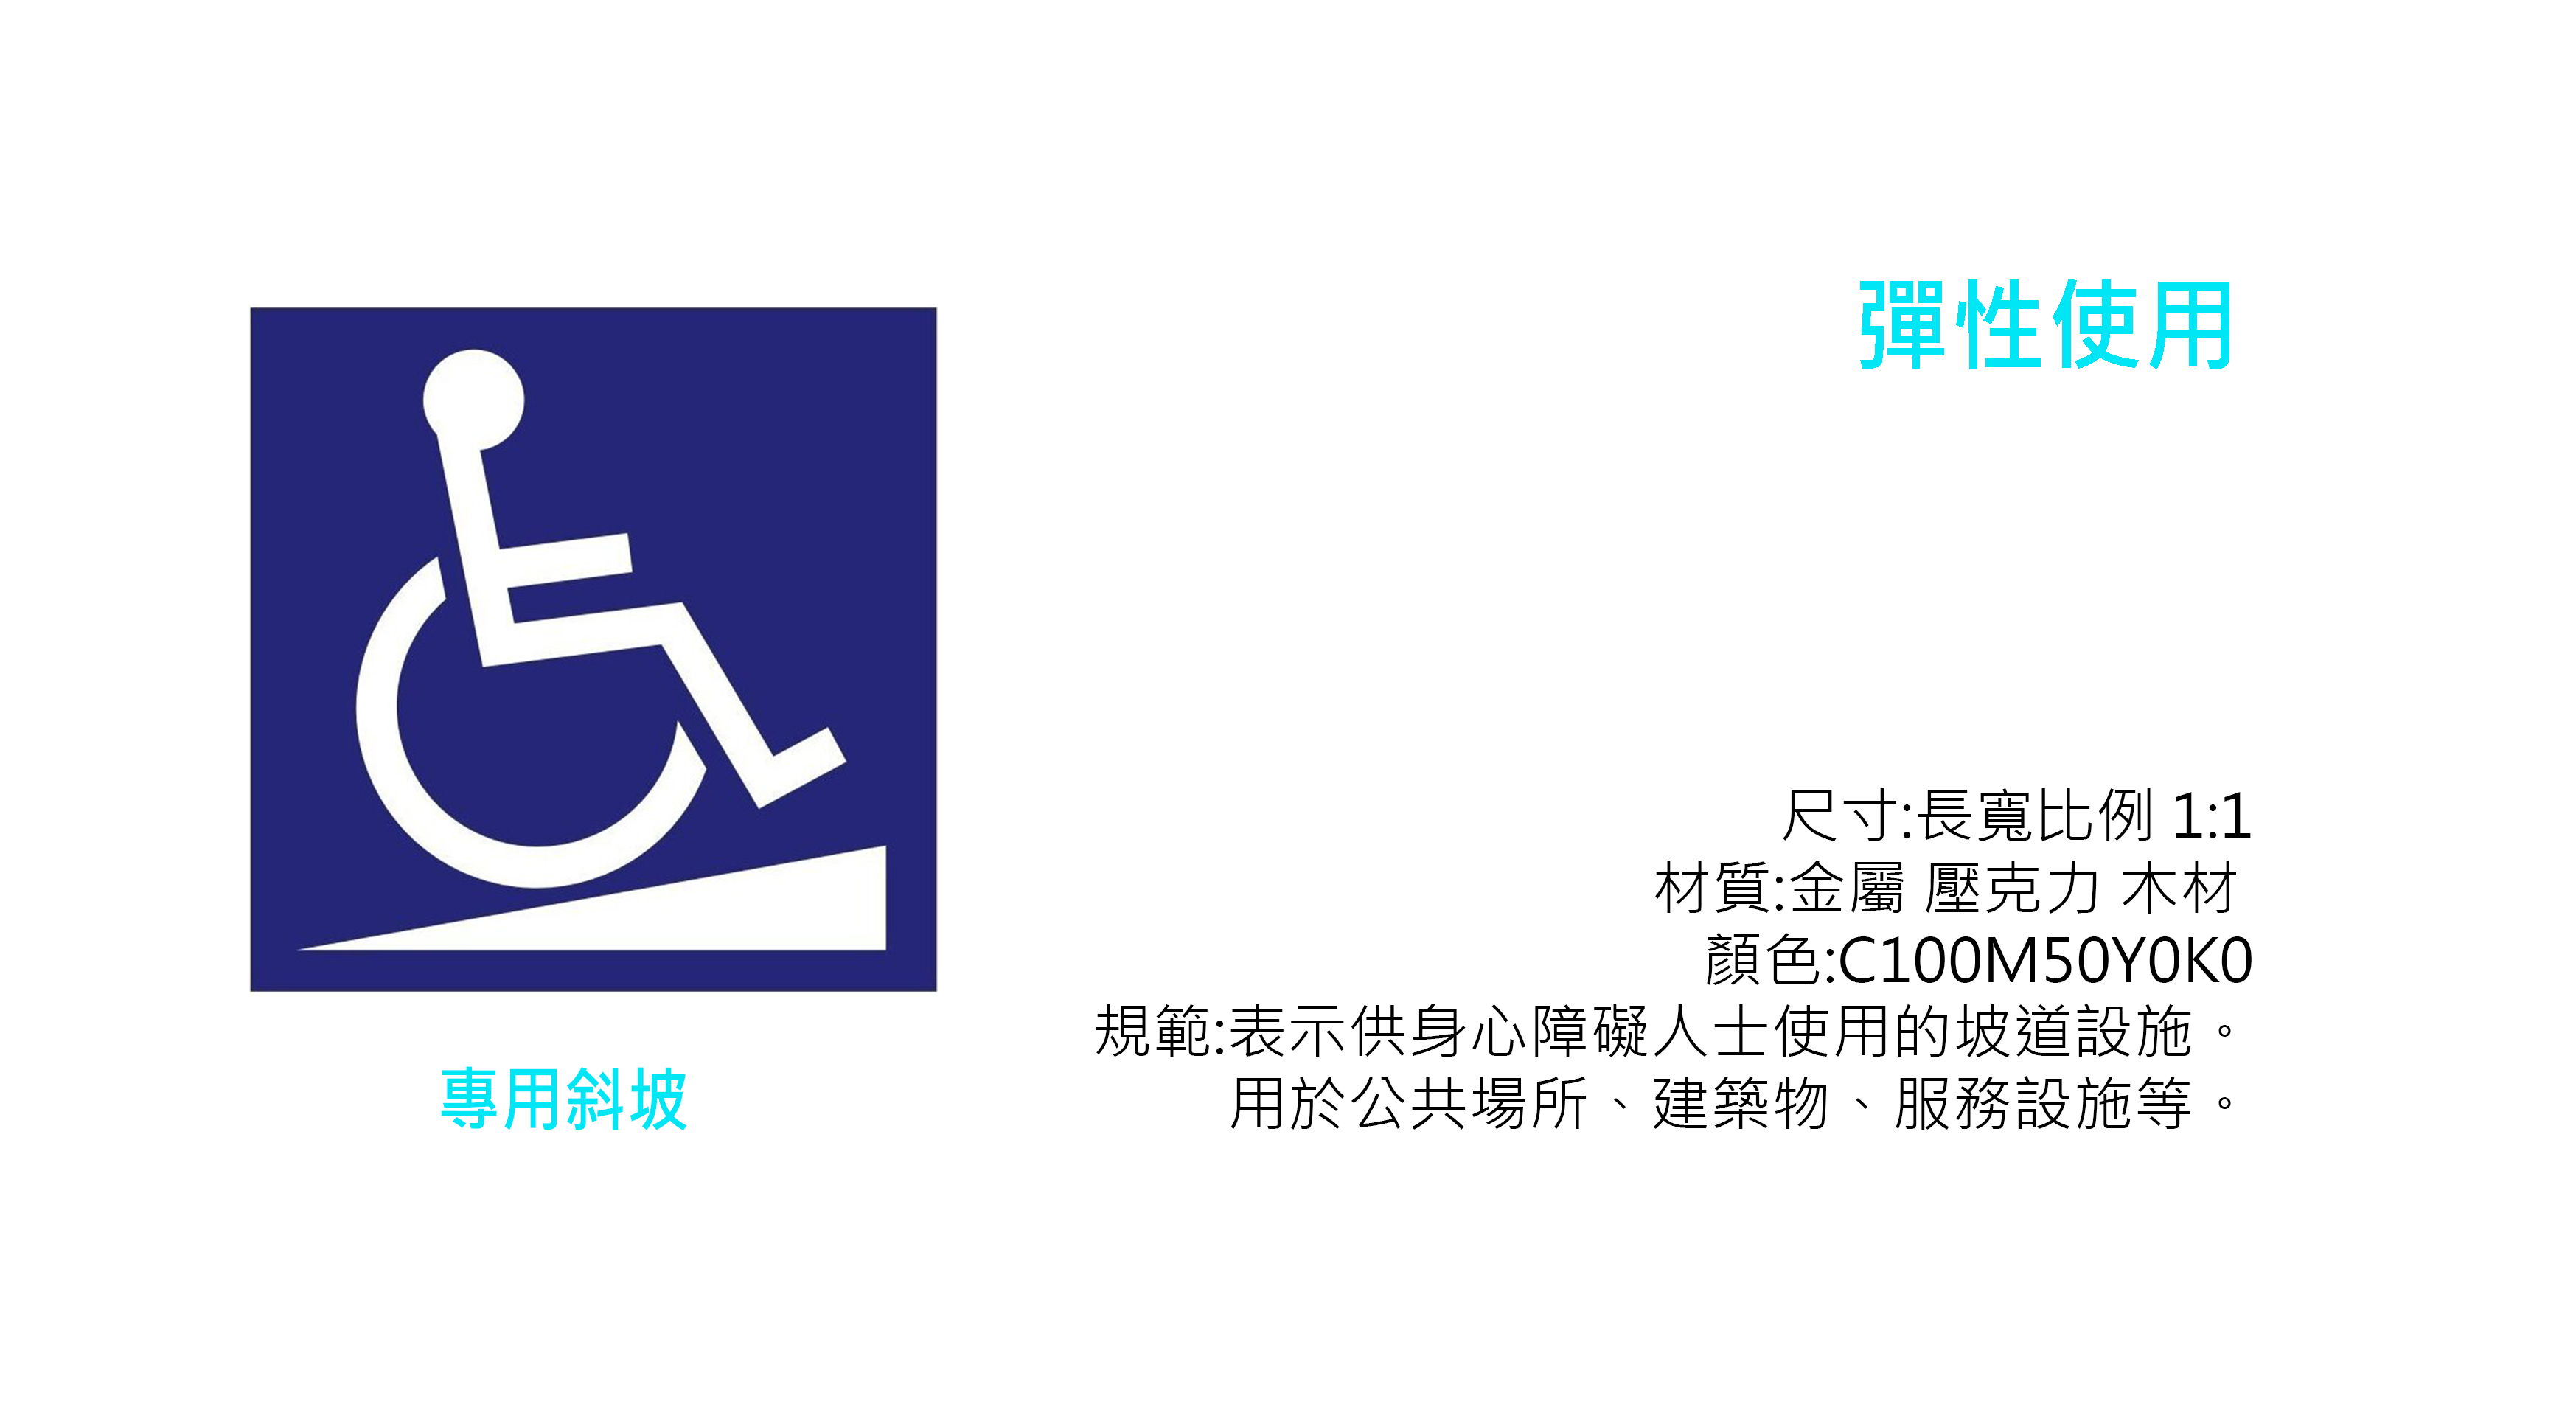 彈性使用
尺寸:長寬比例 1:1
材質:金屬 壓克力 木材
顏色:C100M50Y0K0
規範:表示供身心障礙人士使用的坡道設施。
用於公共場所、建築物、服務設施等。
專用斜坡